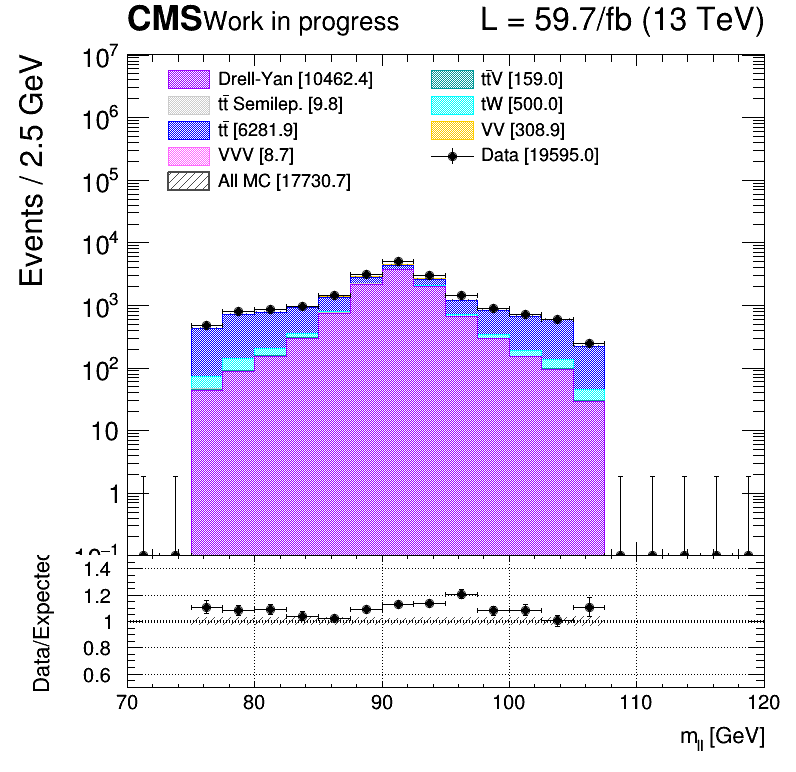 CMS Work in progress L = 59.7/fb (13 TeV)
Events / 2.5 GeV
10⁷
10⁶
10⁵
10⁴
10³
10²
10
1
10⁻¹
Drell-Yan [10462.4]
tt̄ Semilep. [9.8]
tt̄ [6281.9]
VVV [8.7]
All MC [17730.7]
tt̄V [159.0]
tW [500.0]
VV [308.9]
Data [19595.0]
Data/Expected
1.4
1.2
1
0.8
0.6
70 80 90 100 110 120
m_ll [GeV]